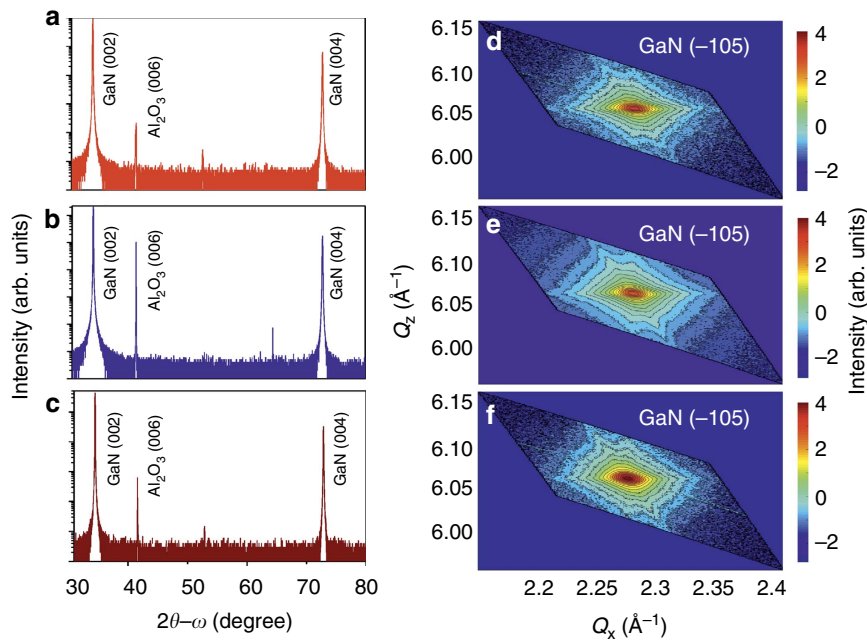 a
GaN (002)
Al2O3 (006)
GaN (004)
b
GaN (002)
Al2O3 (006)
GaN (004)
c
GaN (002)
Al2O3 (006)
GaN (004)
Intensity (arb. units)
30 40 50 60 70 80
2θ–ω (degree)
d
GaN (–105)
6.15
6.10
6.05
6.00
4
2
0
−2
e
GaN (–105)
6.15
6.10
6.05
6.00
4
2
0
−2
f
GaN (–105)
6.15
6.10
6.05
6.00
4
2
0
−2
Qz (Å–1)
Intensity (arb. units)
2.2 2.25 2.3 2.35 2.4
Qx (Å–1)